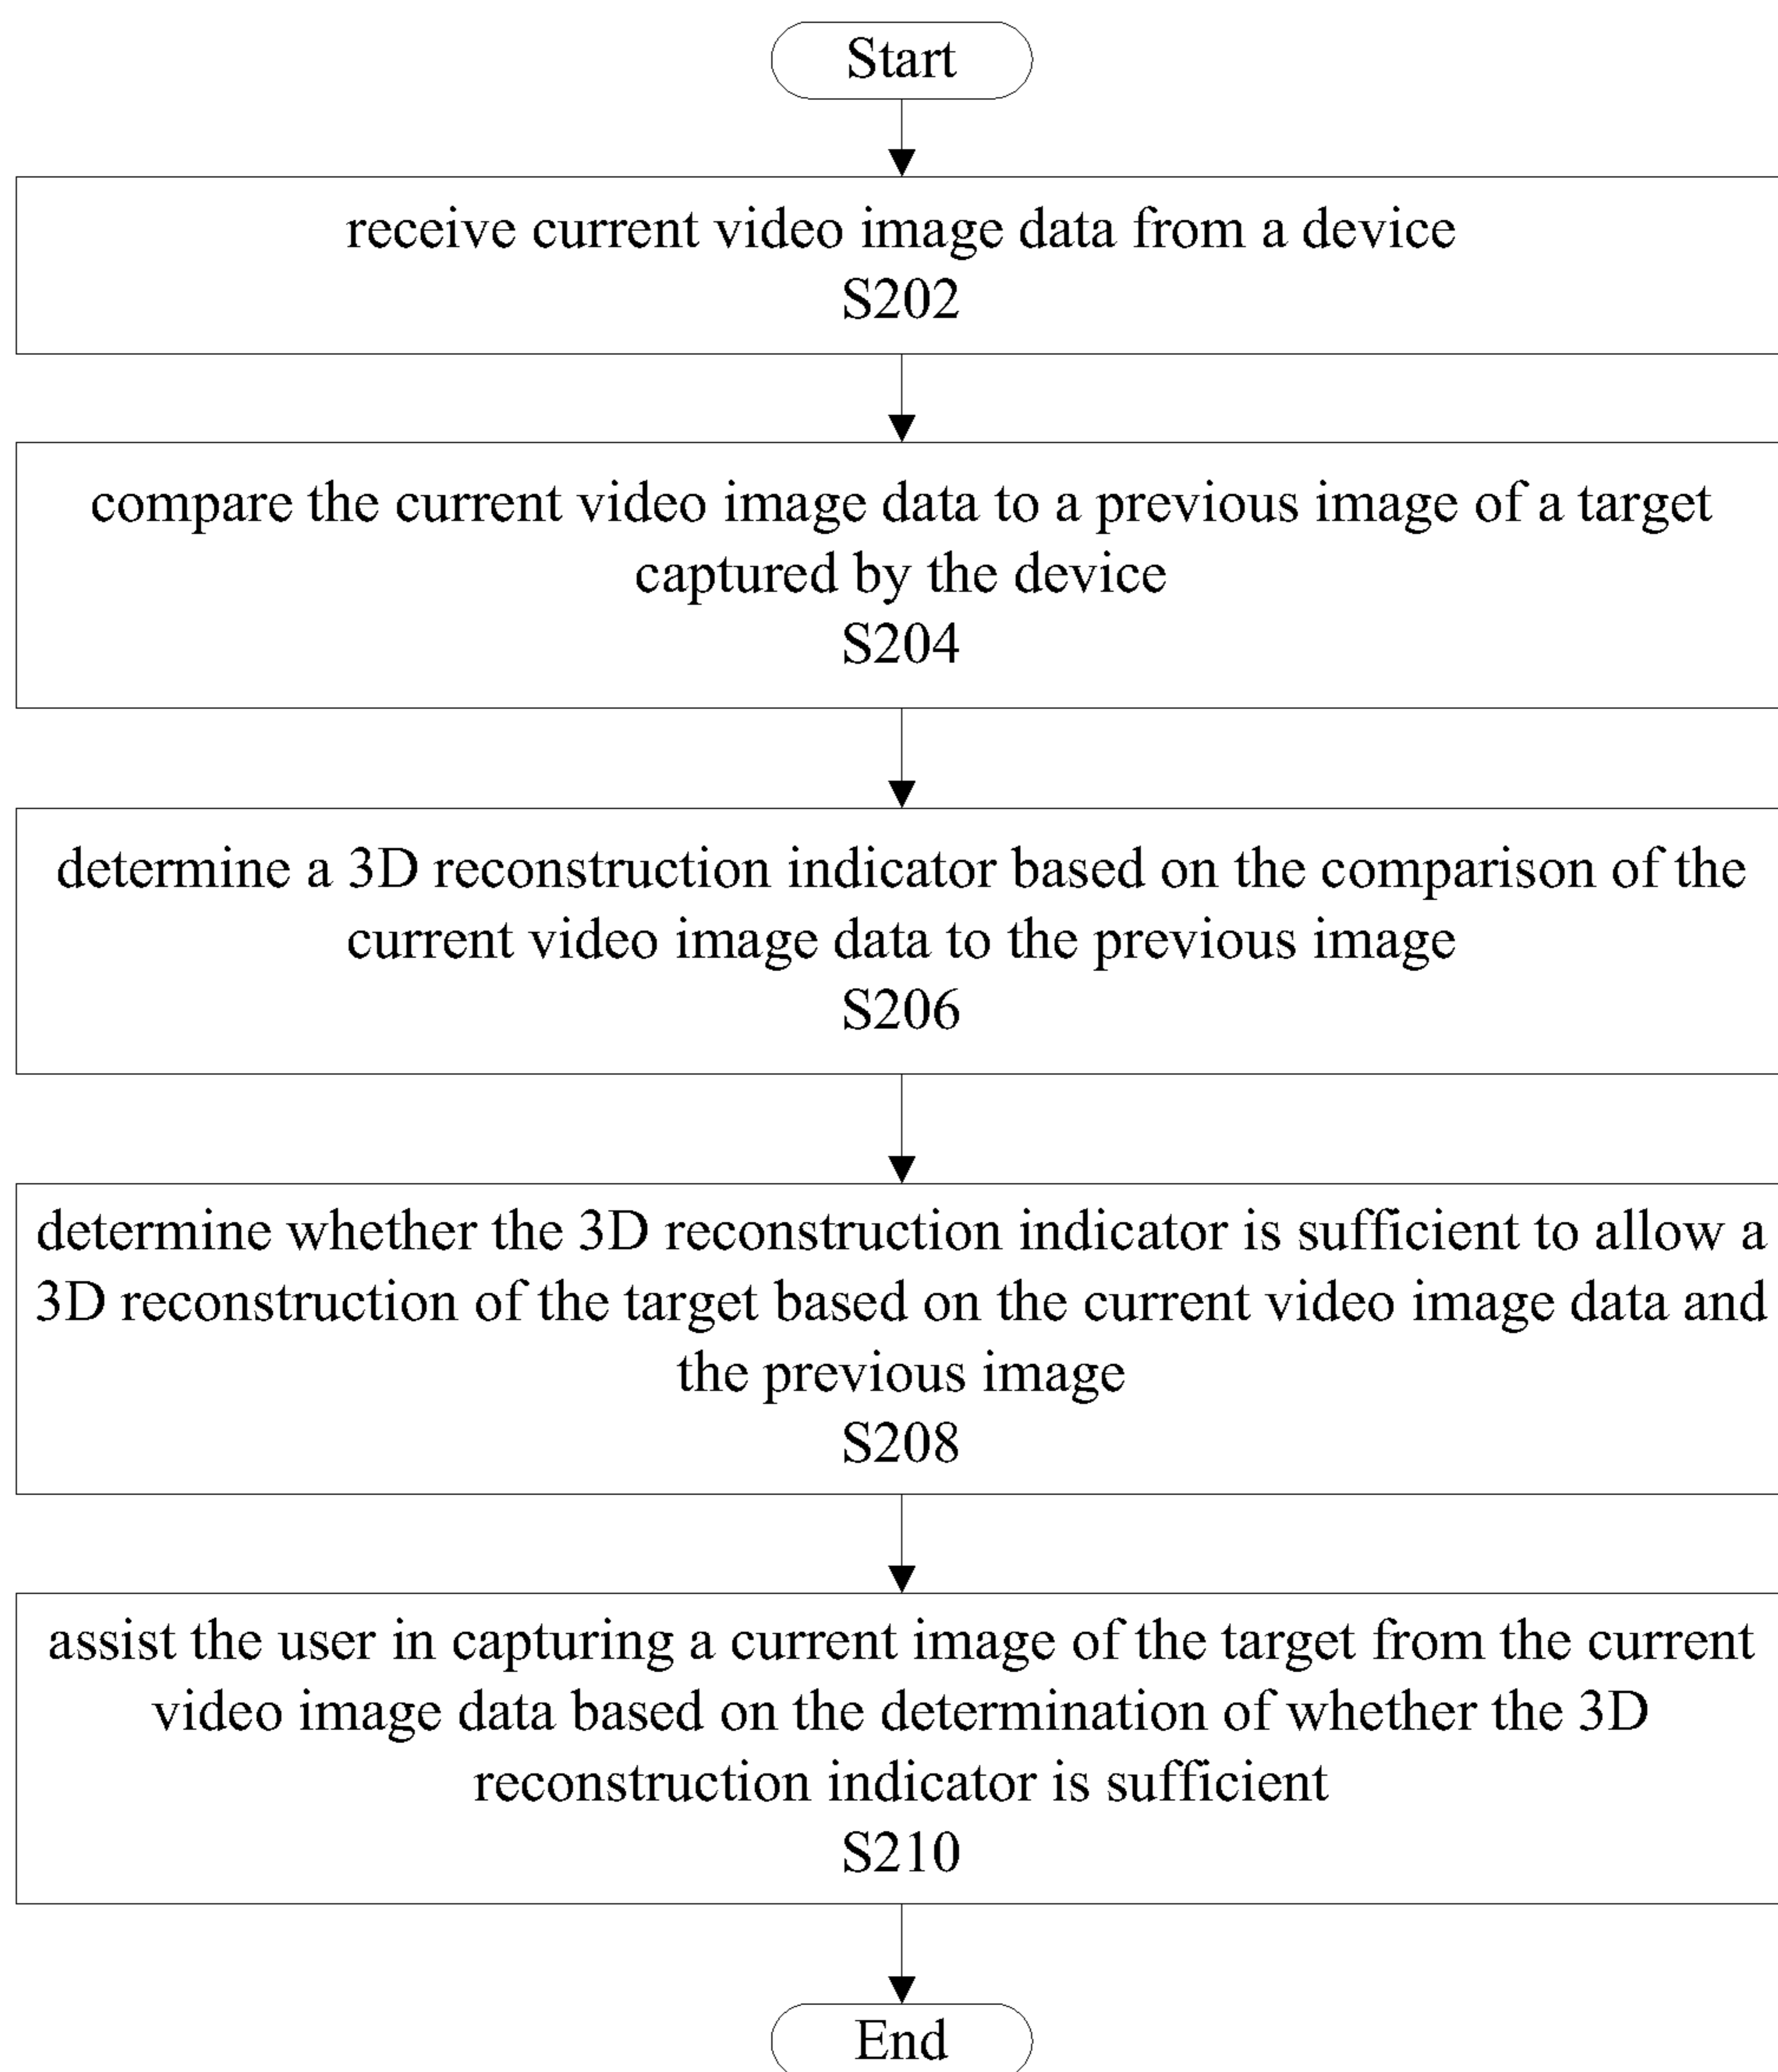 Start
receive current video image data from a device
S202
compare the current video image data to a previous image of a target
captured by the device
S204
determine a 3D reconstruction indicator based on the comparison of the
current video image data to the previous image
S206
determine whether the 3D reconstruction indicator is sufficient to allow a
3D reconstruction of the target based on the current video image data and
the previous image
S208
assist the user in capturing a current image of the target from the current
video image data based on the determination of whether the 3D
reconstruction indicator is sufficient
S210
End